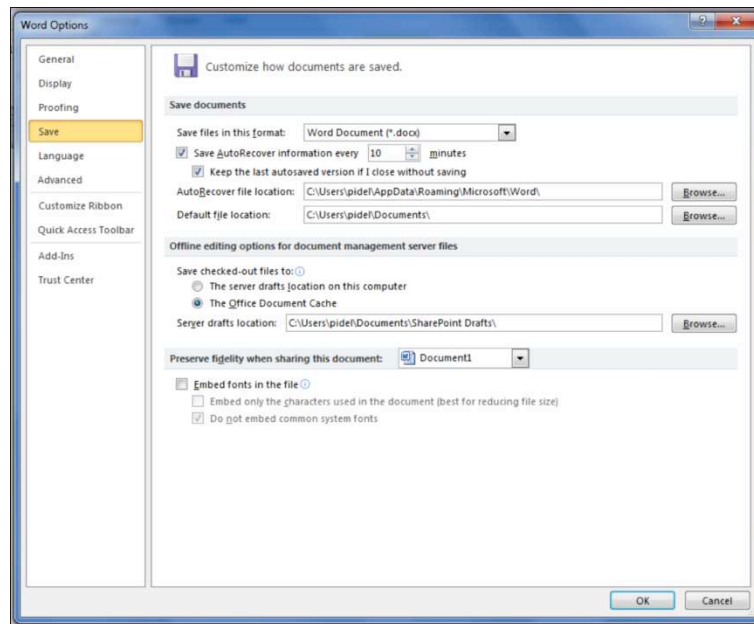 Word Options
General
Display
Proofing
Save
Language
Advanced
Customize Ribbon
Quick Access Toolbar
Add-Ins
Trust Center
Customize how documents are saved.
Save documents
Save files in this format: Word Document (*.docx)
Save AutoRecover information every 10 minutes
Keep the last autosaved version if I close without saving
AutoRecover file location: C:\Users\pidel\AppData\Roaming\Microsoft\Word\ Browse...
Default file location: C:\Users\pidel\Documents\ Browse...
Offline editing options for document management server files
Save checked-out files to:
The server drafts location on this computer
The Office Document Cache
Server drafts location: C:\Users\pidel\Documents\SharePoint Drafts\ Browse...
Preserve fidelity when sharing this document: Document1
Embed fonts in the file
Embed only the characters used in the document (best for reducing file size)
Do not embed common system fonts
OK Cancel